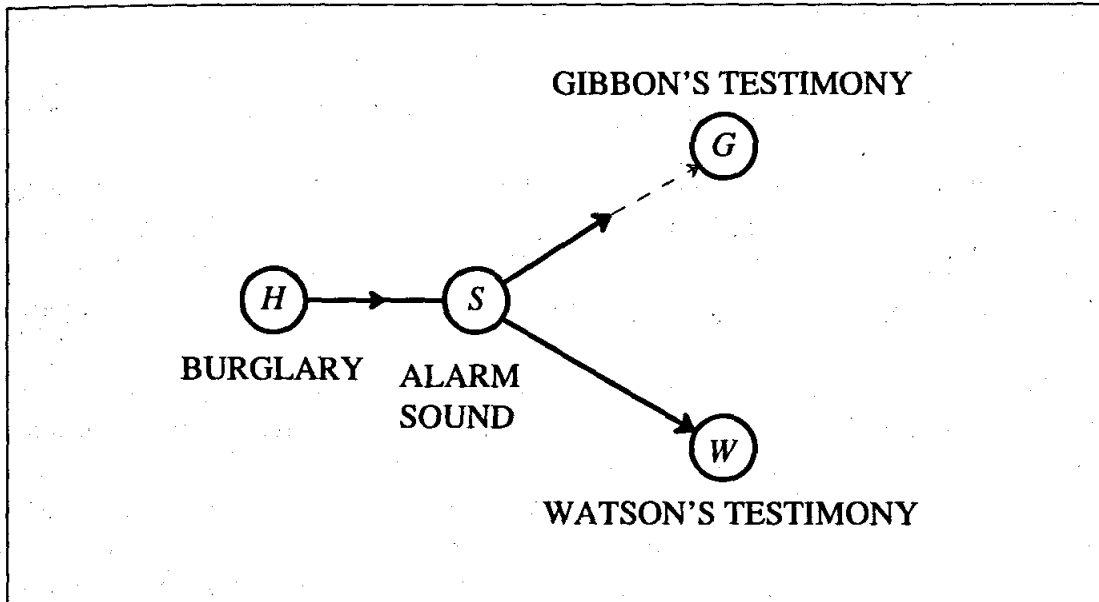 GIBBON'S TESTIMONY
G
H
S
BURGLARY
ALARM
SOUND
W
WATSON'S TESTIMONY